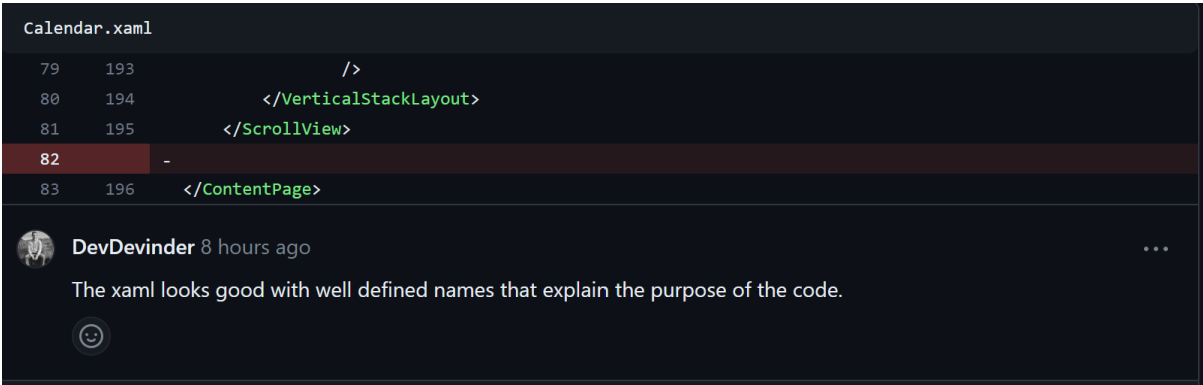 Calendar.xaml
79 193 />
80 194 </VerticalStackLayout>
81 195 </ScrollView>
82 -
83 196 </ContentPage>
DevDevinder 8 hours ago
The xaml looks good with well defined names that explain the purpose of the code.